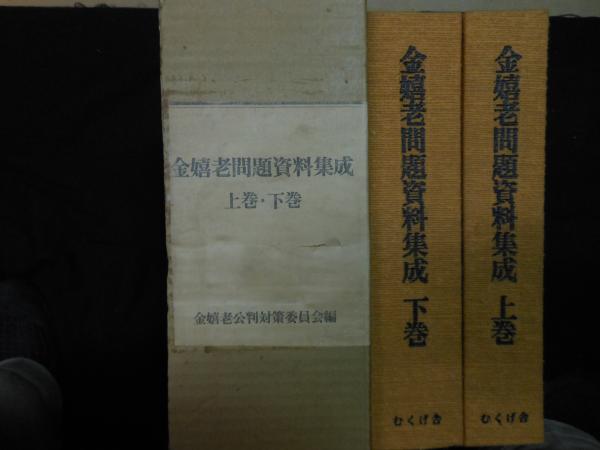 金嬉老問題資料集成
上巻・下巻
金嬉老公判対策委員会編
金嬉老問題資料集成 下巻
むくげ舎
金嬉老問題資料集成 上巻
むくげ舎